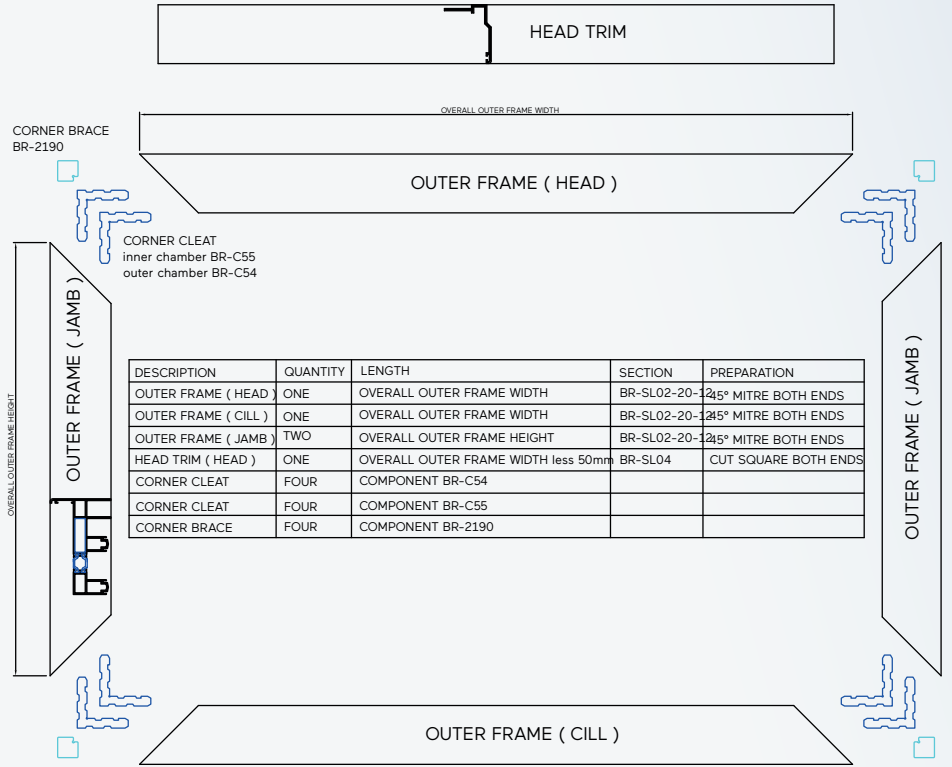 HEAD TRIM
OVERALL OUTER FRAME WIDTH
CORNER BRACE
BR-2190
OUTER FRAME ( HEAD )
CORNER CLEAT
inner chamber BR-C55
outer chamber BR-C54
OVERALL OUTER FRAME HEIGHT
OUTER FRAME ( JAMB )
DESCRIPTION QUANTITY LENGTH SECTION PREPARATION
OUTER FRAME ( HEAD ) ONE OVERALL OUTER FRAME WIDTH BR-SL02-20-12 45° MITRE BOTH ENDS
OUTER FRAME ( CILL ) ONE OVERALL OUTER FRAME WIDTH BR-SL02-20-12 45° MITRE BOTH ENDS
OUTER FRAME ( JAMB ) TWO OVERALL OUTER FRAME HEIGHT BR-SL02-20-12 45° MITRE BOTH ENDS
HEAD TRIM ( HEAD ) ONE OVERALL OUTER FRAME WIDTH less 50mm BR-SL04 CUT SQUARE BOTH ENDS
CORNER CLEAT FOUR COMPONENT BR-C54
CORNER CLEAT FOUR COMPONENT BR-C55
CORNER BRACE FOUR COMPONENT BR-2190
OUTER FRAME ( JAMB )
OUTER FRAME ( CILL )